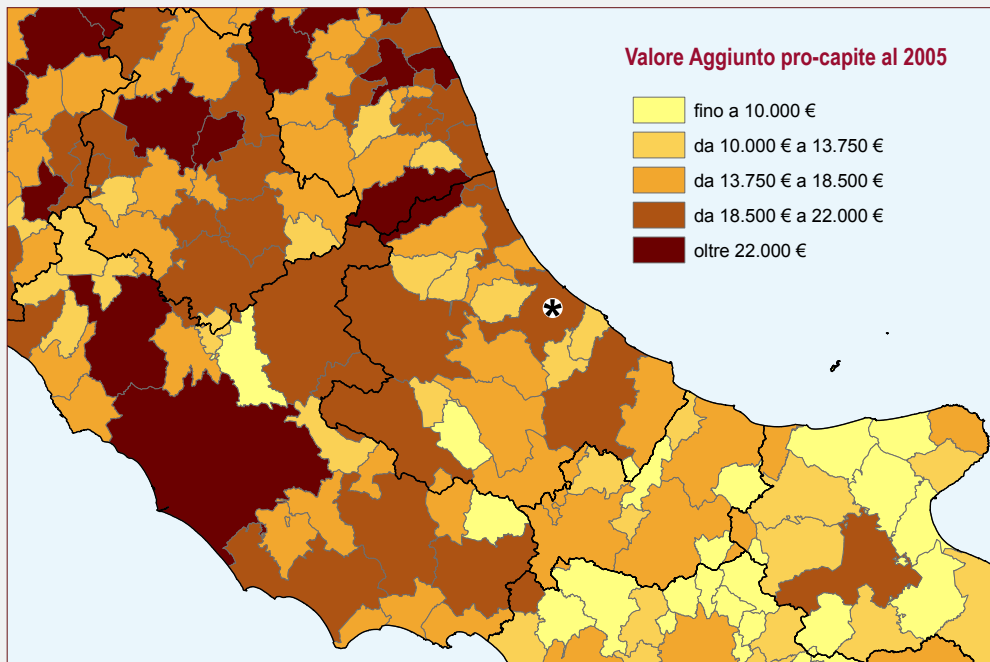 Valore Aggiunto pro-capite al 2005
fino a 10.000 €
da 10.000 € a 13.750 €
da 13.750 € a 18.500 €
da 18.500 € a 22.000 €
oltre 22.000 €
*